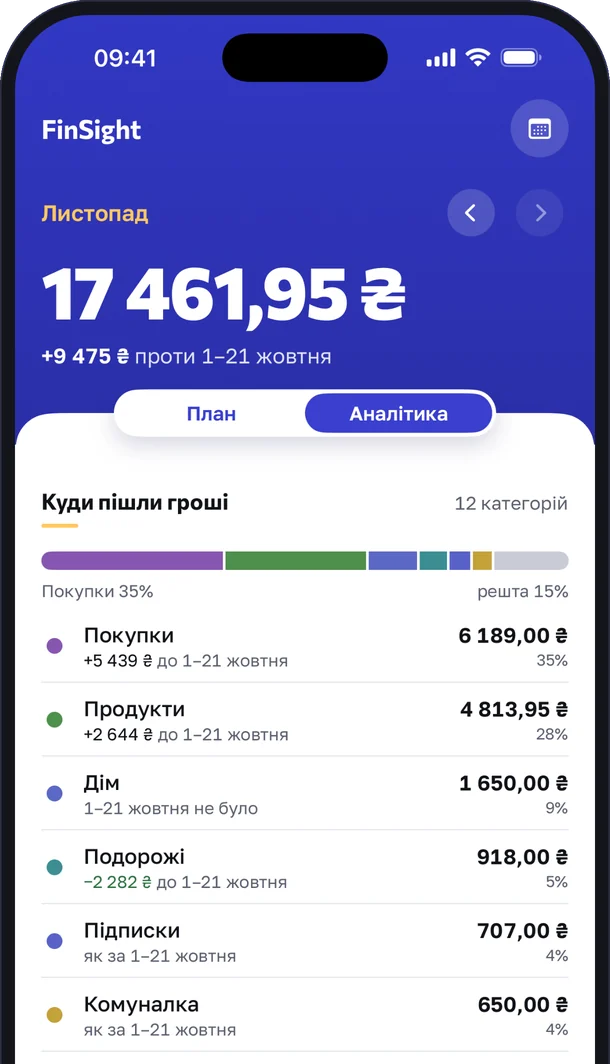 09:41
FinSight
Листопад
17 461,95 ₴
+9 475 ₴ проти 1–21 жовтня
План Аналітика
Куди пішли гроші 12 категорій
Покупки 35% решта 15%
Покупки 6 189,00 ₴
+5 439 ₴ до 1–21 жовтня 35%
Продукти 4 813,95 ₴
+2 644 ₴ до 1–21 жовтня 28%
Дім 1 650,00 ₴
1–21 жовтня не було 9%
Подорожі 918,00 ₴
−2 282 ₴ до 1–21 жовтня 5%
Підписки 707,00 ₴
як за 1–21 жовтня 4%
Комуналка 650,00 ₴
як за 1–21 жовтня 4%